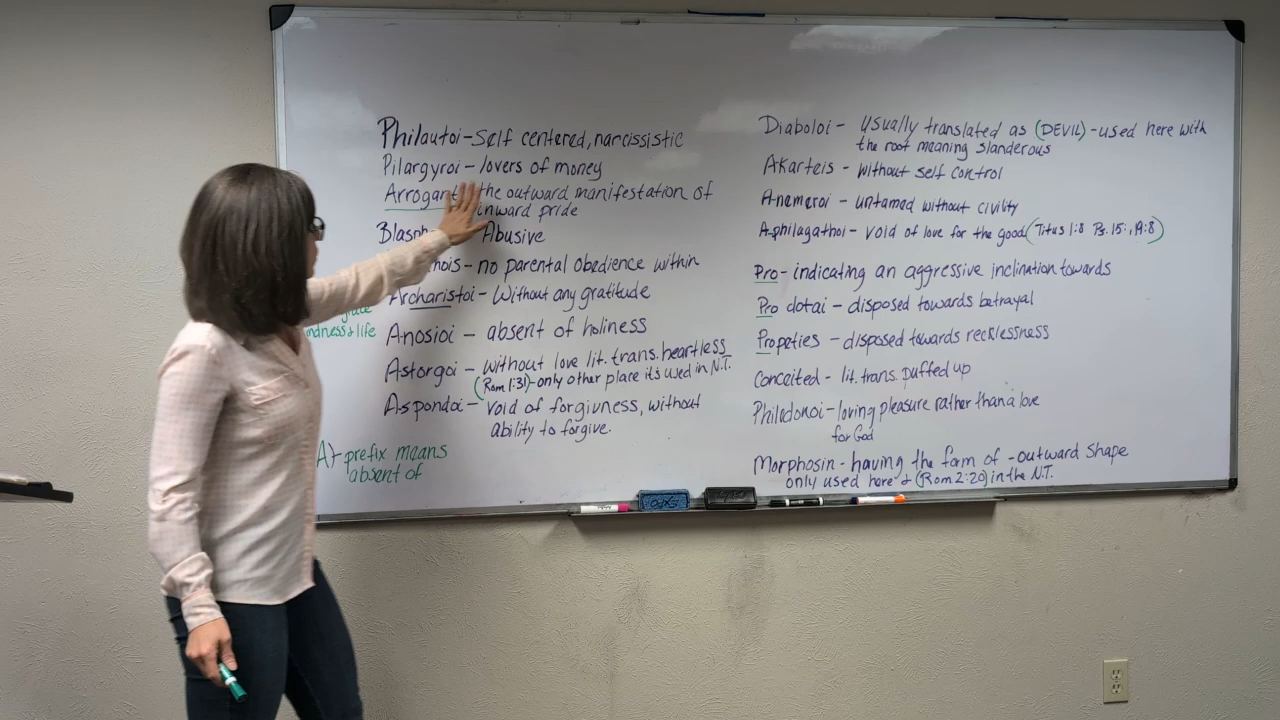 Philautoi-Self centered, narcissistic
Pilargyroi - lovers of money
Arrogant the outward manifestation of
inward pride
Abusive
no parental obedience within
Acharistoi - Without any gratitude
ndness & life
Anosioi - absent of holiness
Astorgoi - without love lit. trans. heartless
(Rom 1:31)-only other place its used in N.T.
Aspondoi - void of forgivness, without
ability to forgive.
A)- prefix means
absent of
Diaboloi - Usually translated as (DEVIL) - used here with
the root meaning slanderous
Akarteis - without self control
Anemeroi - untamed without civility
Asphilagathoi - void of love for the good (Titus 1:8 Ps. 15:, 19:8)
Pro - indicating an aggressive inclination towards
Pro dotai - disposed towards betrayal
Propeties - disposed towards recklessness
Conceited - lit. trans. puffed up
Philedonoi - loving pleasure rather than a love
for God
Morphosin - having the form of - outward shape
only used here & (Rom 2:20) in the N.T.
EXPO